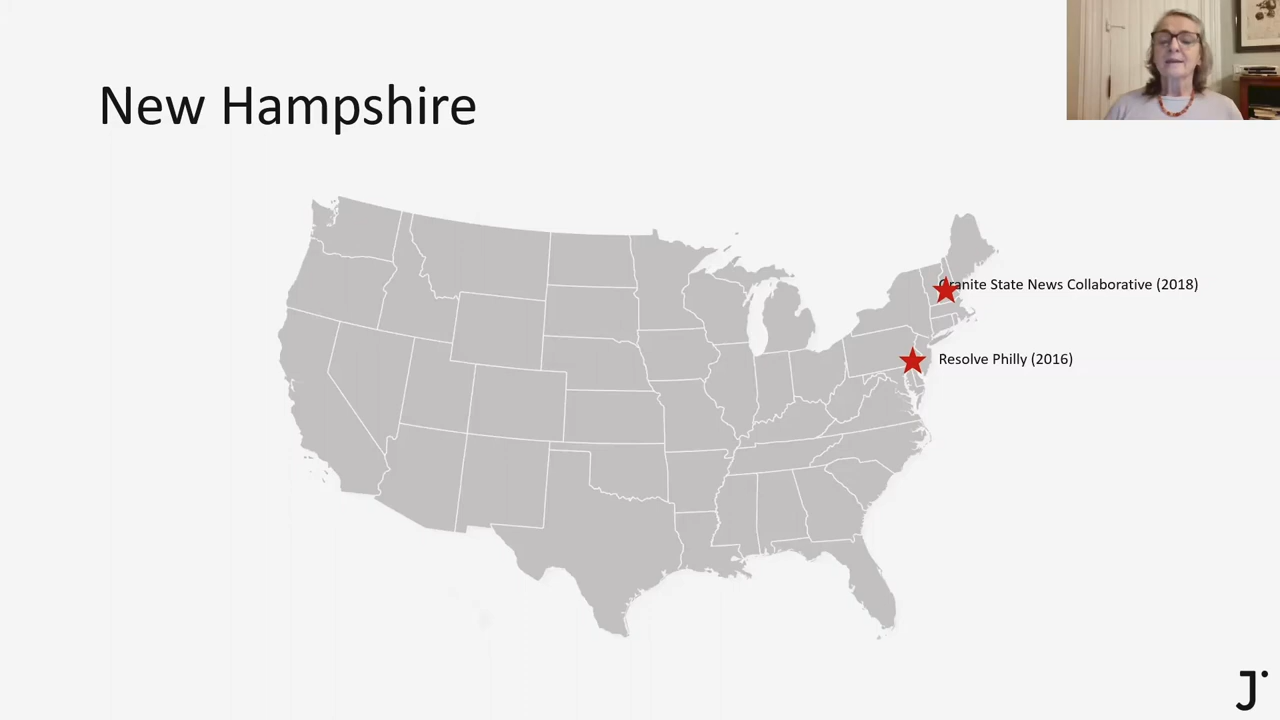 New Hampshire
Granite State News Collaborative (2018)
Resolve Philly (2016)
J